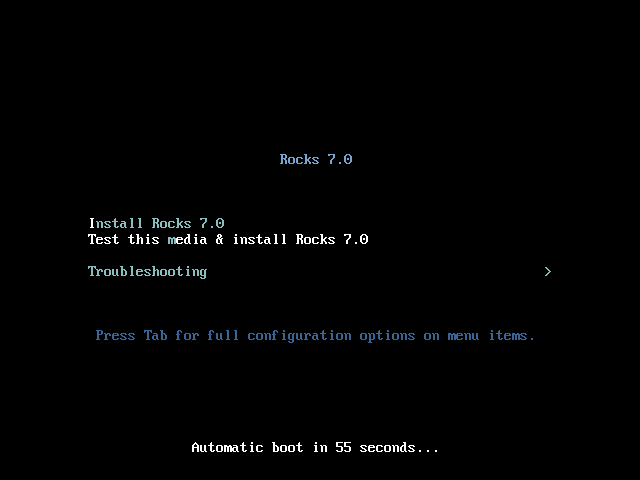 Rocks 7.0
Install Rocks 7.0
Test this media & install Rocks 7.0
Troubleshooting >
Press Tab for full configuration options on menu items.
Automatic boot in 55 seconds...